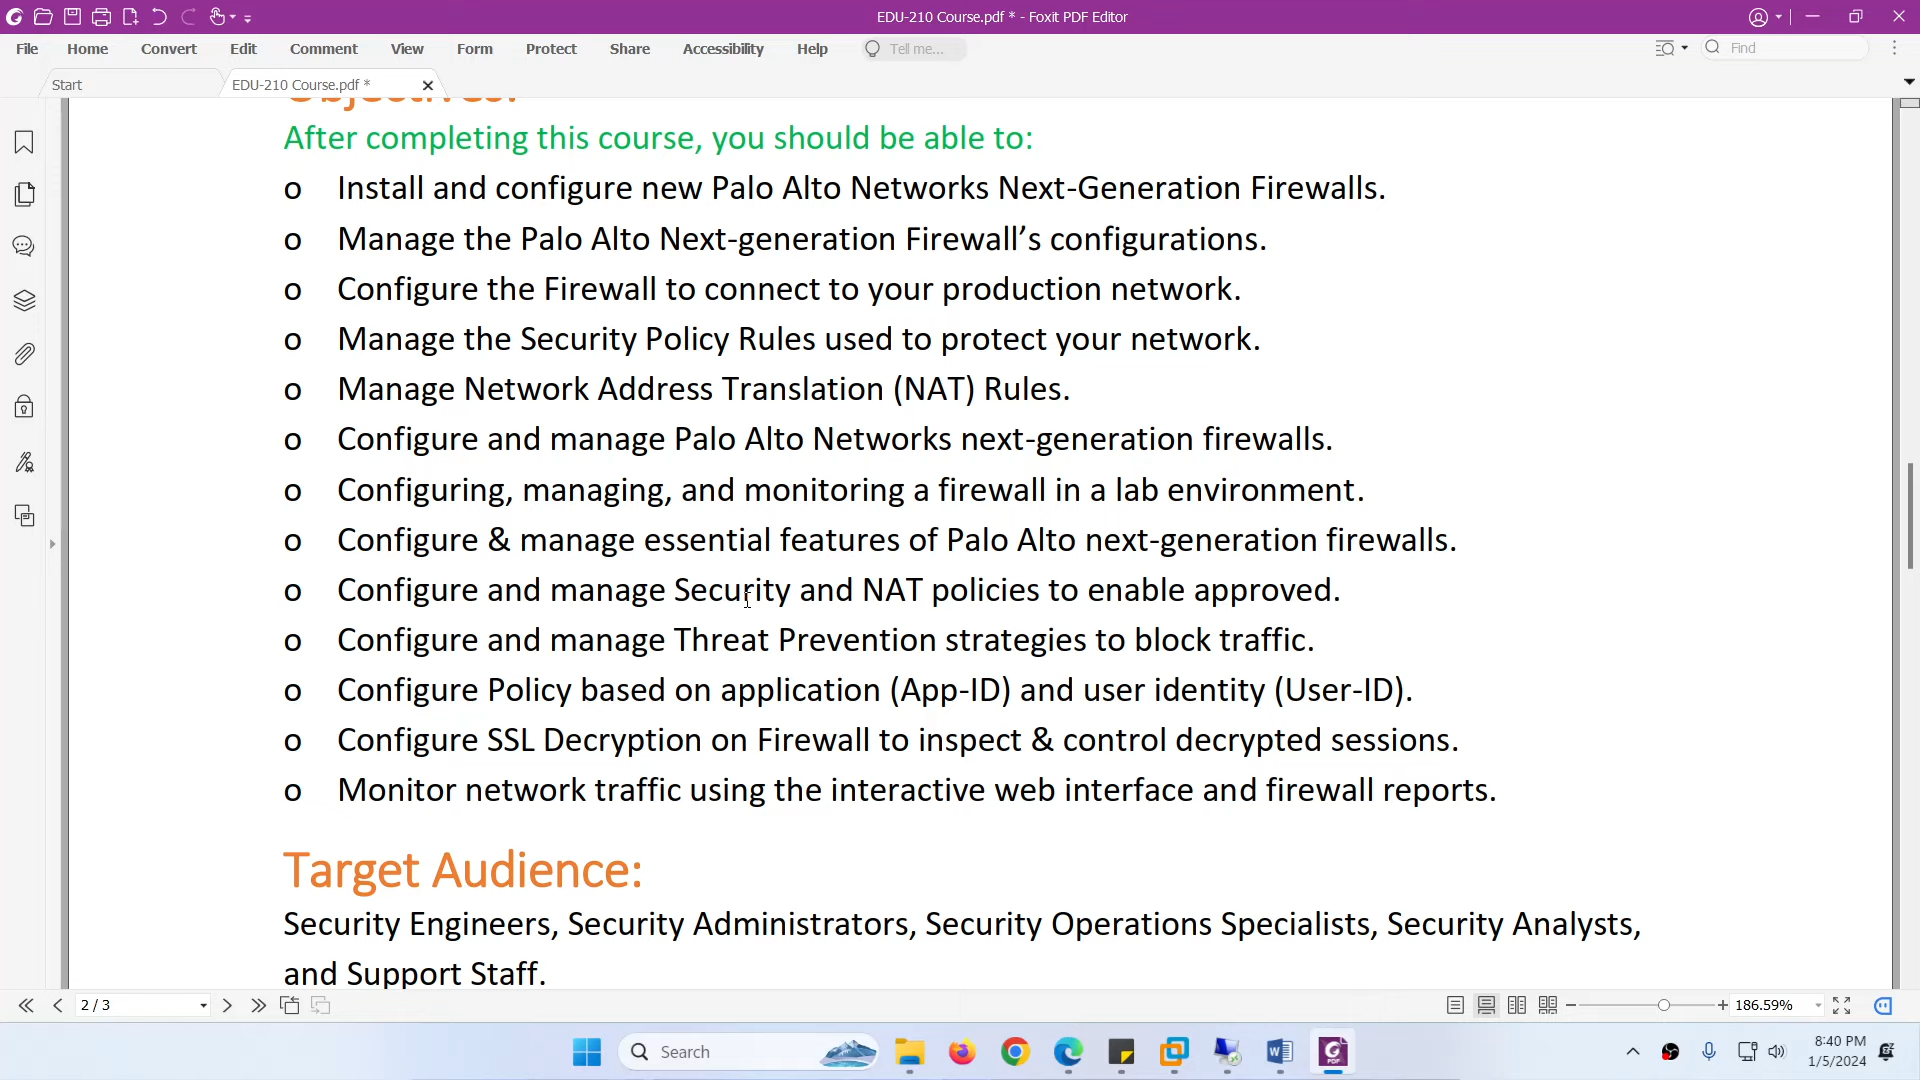 EDU-210 Course.pdf * - Foxit PDF Editor
File Home Convert Edit Comment View Form Protect Share Accessibility Help Tell me... Find
Start EDU-210 Course.pdf *
Objectives:
After completing this course, you should be able to:
o Install and configure new Palo Alto Networks Next-Generation Firewalls.
o Manage the Palo Alto Next-generation Firewall’s configurations.
o Configure the Firewall to connect to your production network.
o Manage the Security Policy Rules used to protect your network.
o Manage Network Address Translation (NAT) Rules.
o Configure and manage Palo Alto Networks next-generation firewalls.
o Configuring, managing, and monitoring a firewall in a lab environment.
o Configure & manage essential features of Palo Alto next-generation firewalls.
o Configure and manage Security and NAT policies to enable approved.
o Configure and manage Threat Prevention strategies to block traffic.
o Configure Policy based on application (App-ID) and user identity (User-ID).
o Configure SSL Decryption on Firewall to inspect & control decrypted sessions.
o Monitor network traffic using the interactive web interface and firewall reports.
Target Audience:
Security Engineers, Security Administrators, Security Operations Specialists, Security Analysts,
and Support Staff.
2 / 3 186.59%
Search 8:40 PM
1/5/2024